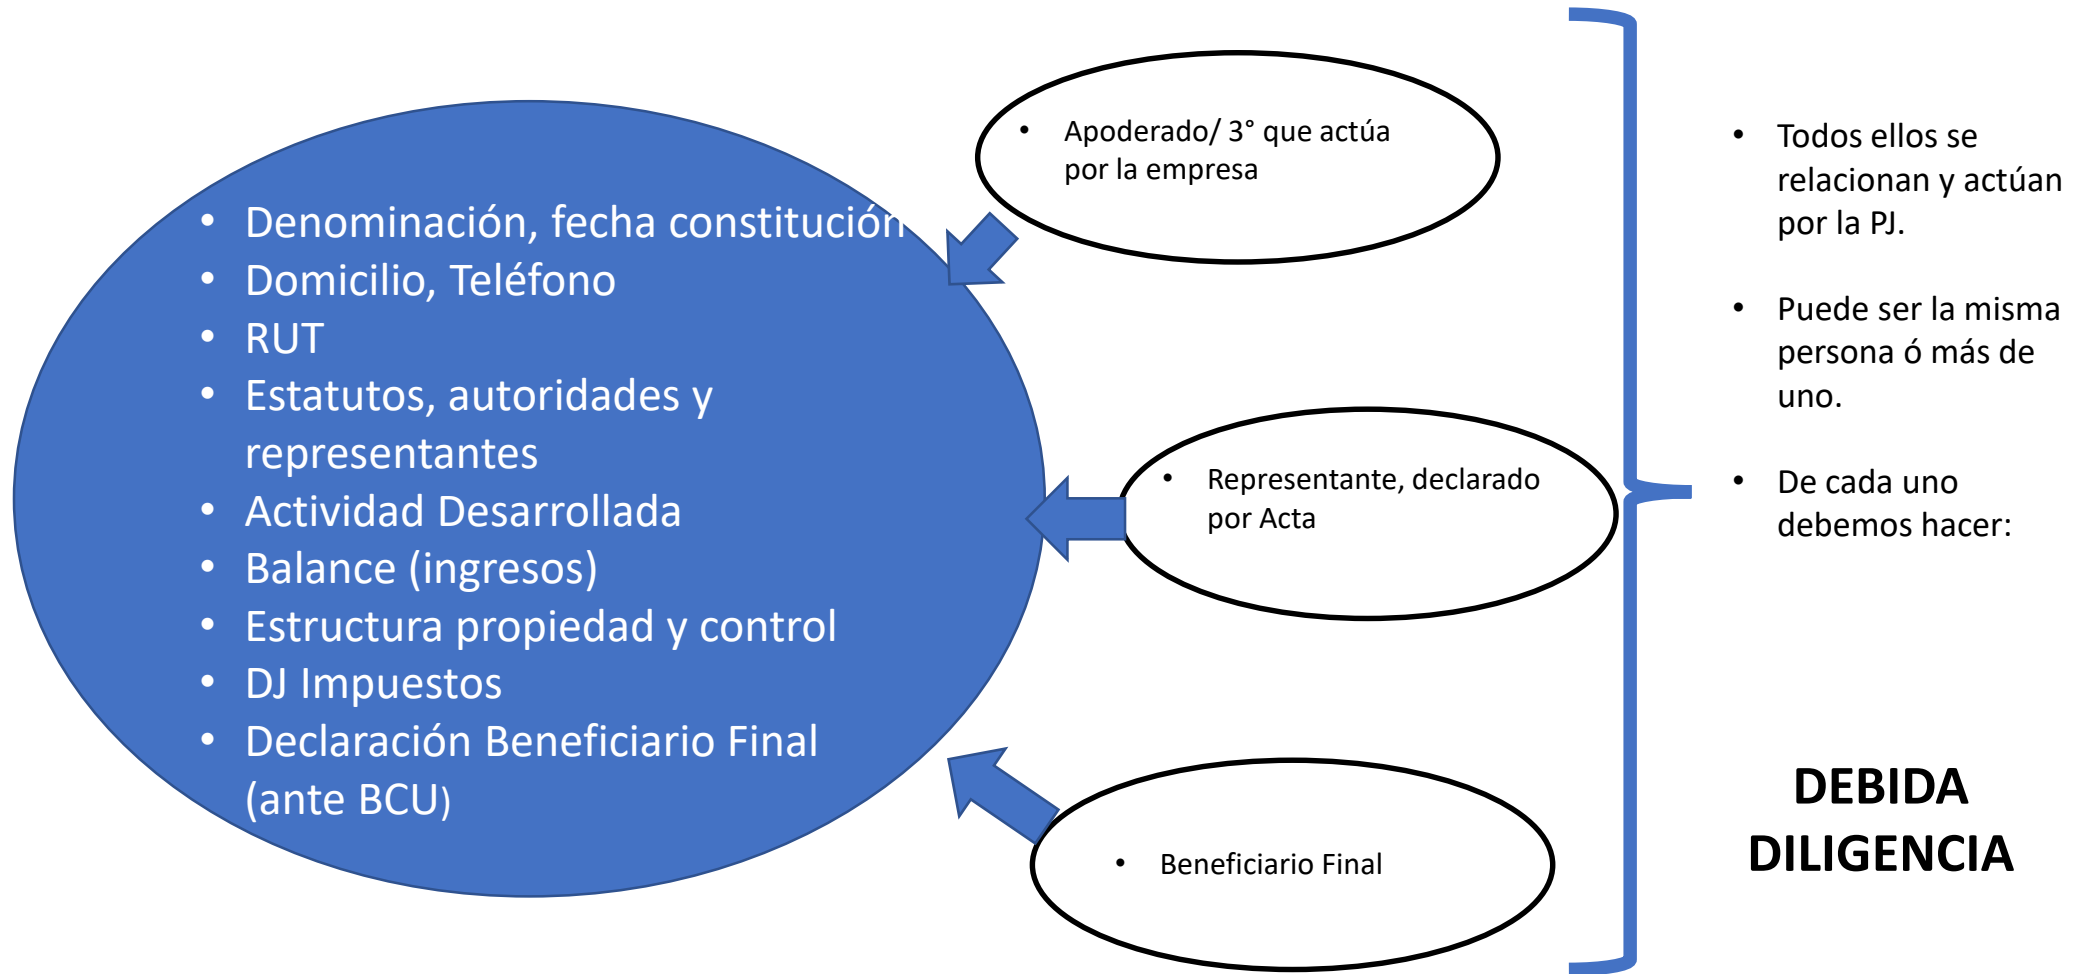 • Denominación, fecha constitución
• Domicilio, Teléfono
• RUT
• Estatutos, autoridades y
representantes
• Actividad Desarrollada
• Balance (ingresos)
• Estructura propiedad y control
• DJ Impuestos
• Declaración Beneficiario Final
(ante BCU)
• Apoderado/ 3° que actúa
por la empresa
• Representante, declarado
por Acta
• Beneficiario Final
• Todos ellos se
relacionan y actúan
por la PJ.
• Puede ser la misma
persona ó más de
uno.
• De cada uno
debemos hacer:
DEBIDA
DILIGENCIA